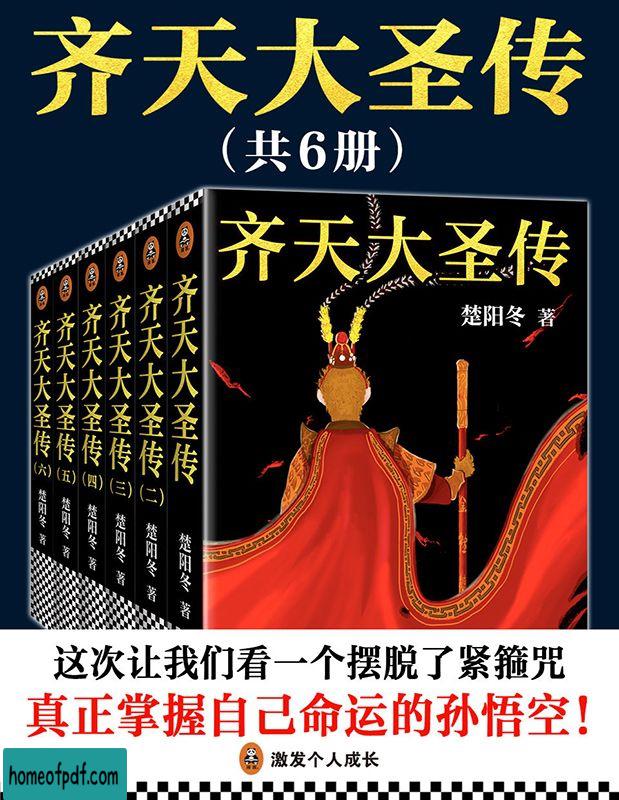 齐天大圣传
（共6册）
齐天大圣传
楚阳冬 著
齐天大圣传
楚阳冬 著
齐天大圣传（二）
楚阳冬 著
齐天大圣传（三）
楚阳冬 著
齐天大圣传（四）
楚阳冬 著
齐天大圣传（五）
楚阳冬 著
齐天大圣传（六）
楚阳冬 著
这次让我们看一个摆脱了紧箍咒
真正掌握自己命运的孙悟空！
激发个人成长
homeofpdf.com